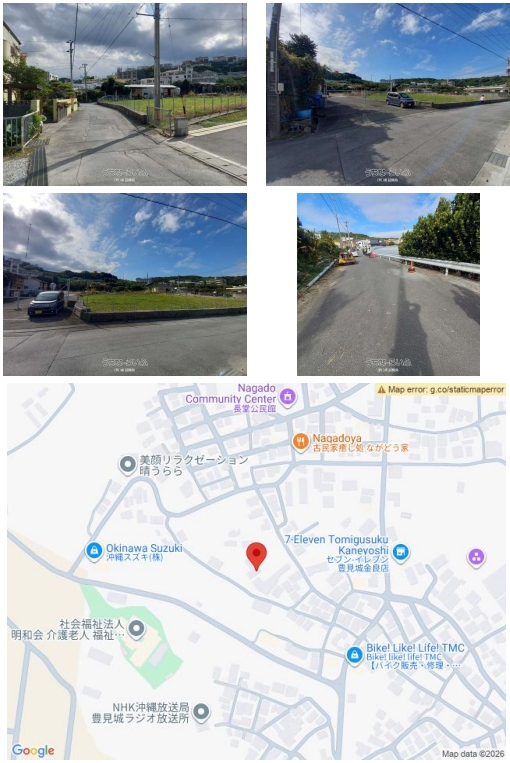 Nagado
Community Center
長堂公民館
Map error: g.co/staticmaperror
Nagadoya
古民家癒し処 ながどう家
美顔リラクゼーション
晴うらら
Okinawa Suzuki
沖縄スズキ(株)
7-Eleven Tomigusuku
Kaneyoshi
セブン-イレブン
豊見城金良店
社会福祉法人
明和会 介護老人 福祉…
Bike! Like! Life! TMC
Bike! like! life! TMC
【バイク販売・修理・…
NHK沖縄放送局
豊見城ラジオ放送所
Google
Map data ©2026